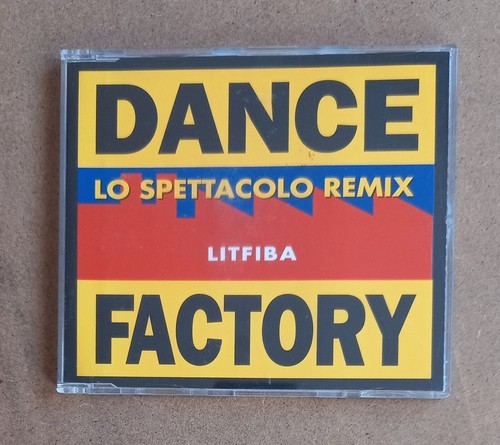 DANCE
LO SPETTACOLO REMIX
LITFIBA
FACTORY